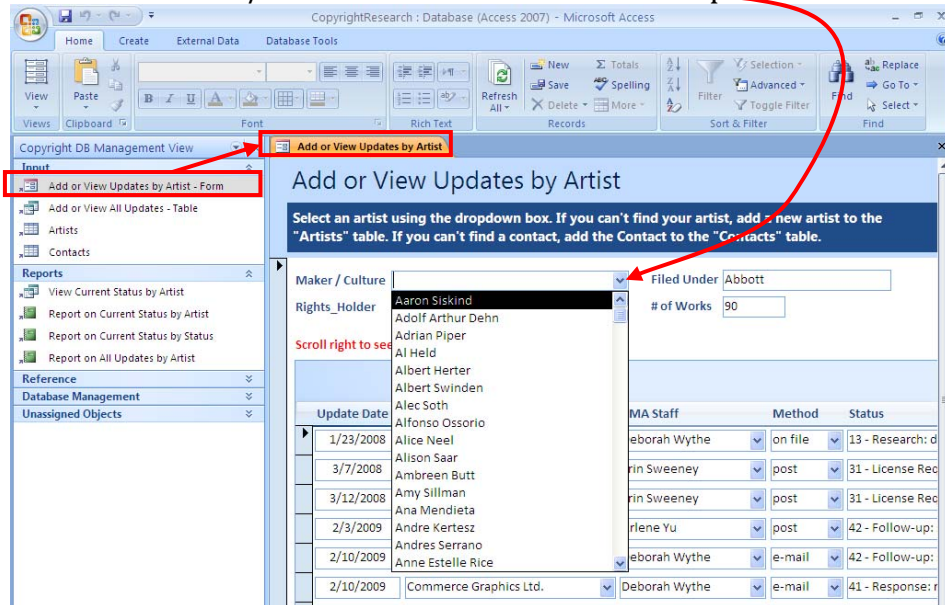 CopyrightResearch : Database (Access 2007) - Microsoft Access
Home Create External Data Database Tools
View Paste B I U A Refresh All New Save Delete Totals Spelling More Filter Selection Advanced Toggle Filter Find Replace Go To Select
Views Clipboard Font Rich Text Records Sort & Filter Find
Copyright DB Management View
Add or View Updates by Artist
Input
Add or View Updates by Artist - Form
Add or View All Updates - Table
Artists
Contacts
Reports
View Current Status by Artist
Report on Current Status by Artist
Report on Current Status by Status
Report on All Updates by Artist
Reference
Database Management
Unassigned Objects
Add or View Updates by Artist
Select an artist using the dropdown box. If you can't find your artist, add a new artist to the
"Artists" table. If you can't find a contact, add the Contact to the "Contacts" table.
Maker / Culture Filed Under Abbott
Rights_Holder # of Works 90
Scroll right to see
Aaron Siskind
Adolf Arthur Dehn
Adrian Piper
Al Held
Albert Herter
Albert Swinden
Alec Soth
Alfonso Ossorio
Alice Neel
Alison Saar
Ambreen Butt
Amy Sillman
Ana Mendieta
Andre Kertesz
Andres Serrano
Anne Estelle Rice
Update Date MA Staff Method Status
1/23/2008 eborah Wythe on file 13 - Research: d
3/7/2008 rin Sweeney post 31 - License Req
3/12/2008 rin Sweeney post 31 - License Req
2/3/2009 rlene Yu post 42 - Follow-up:
2/10/2009 eborah Wythe e-mail 42 - Follow-up:
2/10/2009 Commerce Graphics Ltd. Deborah Wythe e-mail 41 - Response: r